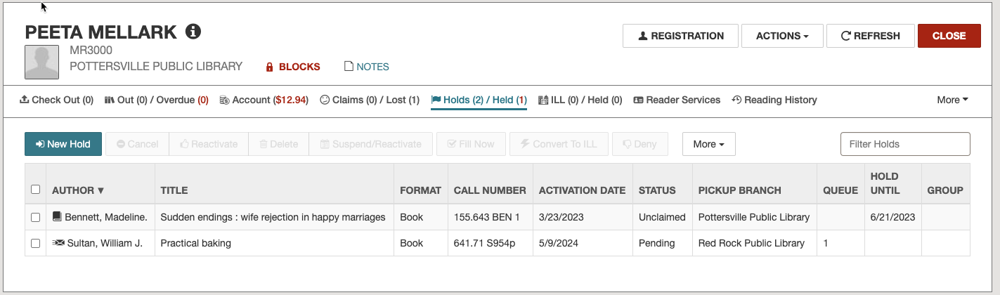 PEETA MELLARK
REGISTRATION ACTIONS REFRESH CLOSE
MR3000
POTTERSVILLE PUBLIC LIBRARY BLOCKS NOTES
Check Out (0) Out (0) / Overdue (0) Account ($12.94) Claims (0) / Lost (1) Holds (2) / Held (1) ILL (0) / Held (0) Reader Services Reading History More
New Hold Cancel Reactivate Delete Suspend/Reactivate Fill Now Convert To ILL Deny More Filter Holds
AUTHOR ▼ TITLE FORMAT CALL NUMBER ACTIVATION DATE STATUS PICKUP BRANCH QUEUE HOLD UNTIL GROUP
Bennett, Madeline. Sudden endings : wife rejection in happy marriages Book 155.643 BEN 1 3/23/2023 Unclaimed Pottersville Public Library 6/21/2023
Sultan, William J. Practical baking Book 641.71 S954p 5/9/2024 Pending Red Rock Public Library 1